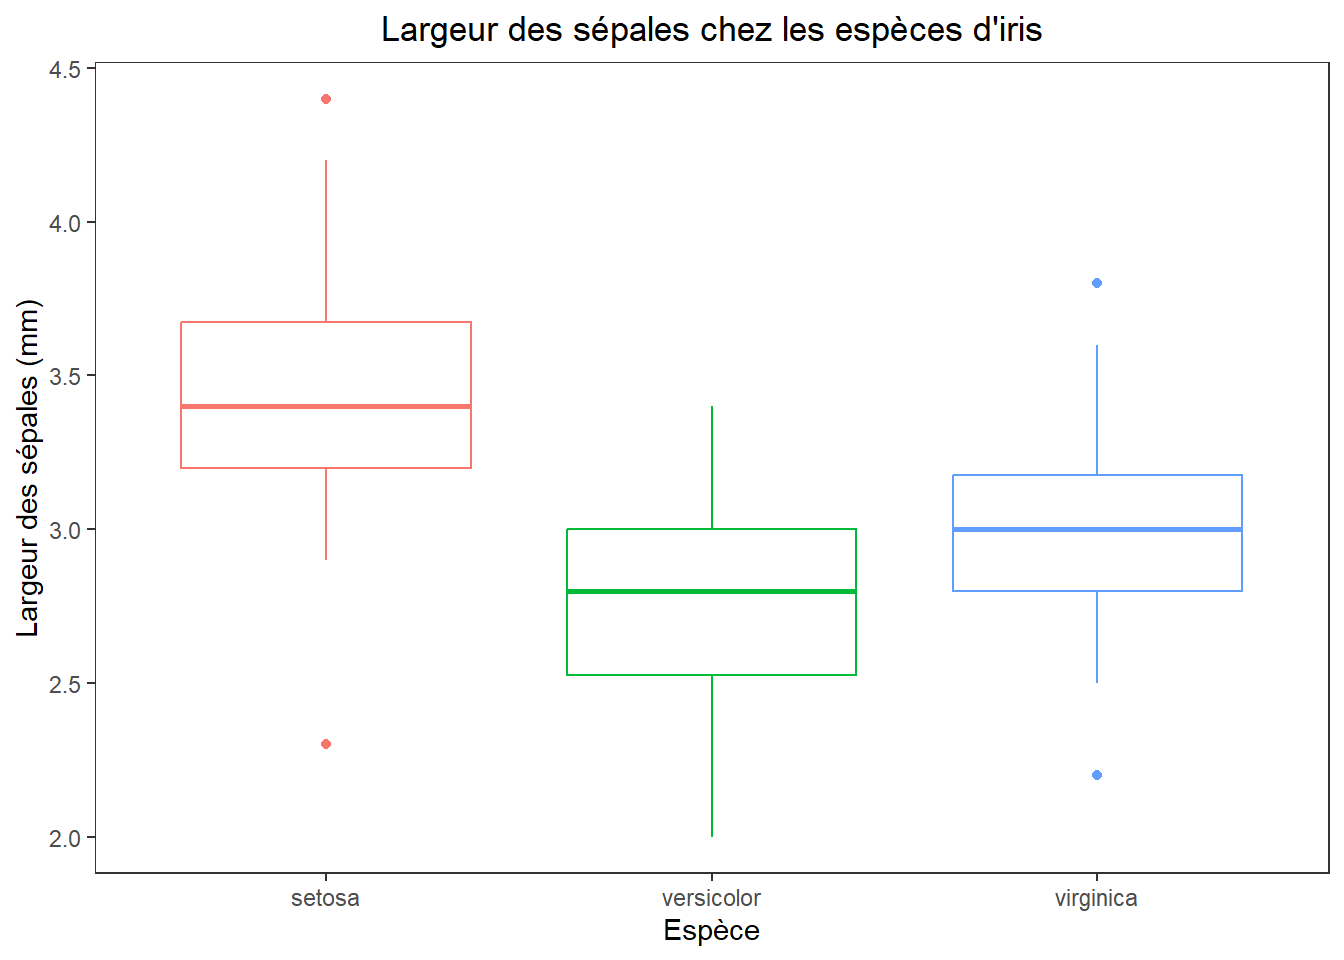 Largeur des sépales chez les espèces d'iris
Largeur des sépales (mm)
4.5
4.0
3.5
3.0
2.5
2.0
setosa versicolor virginica
Espèce